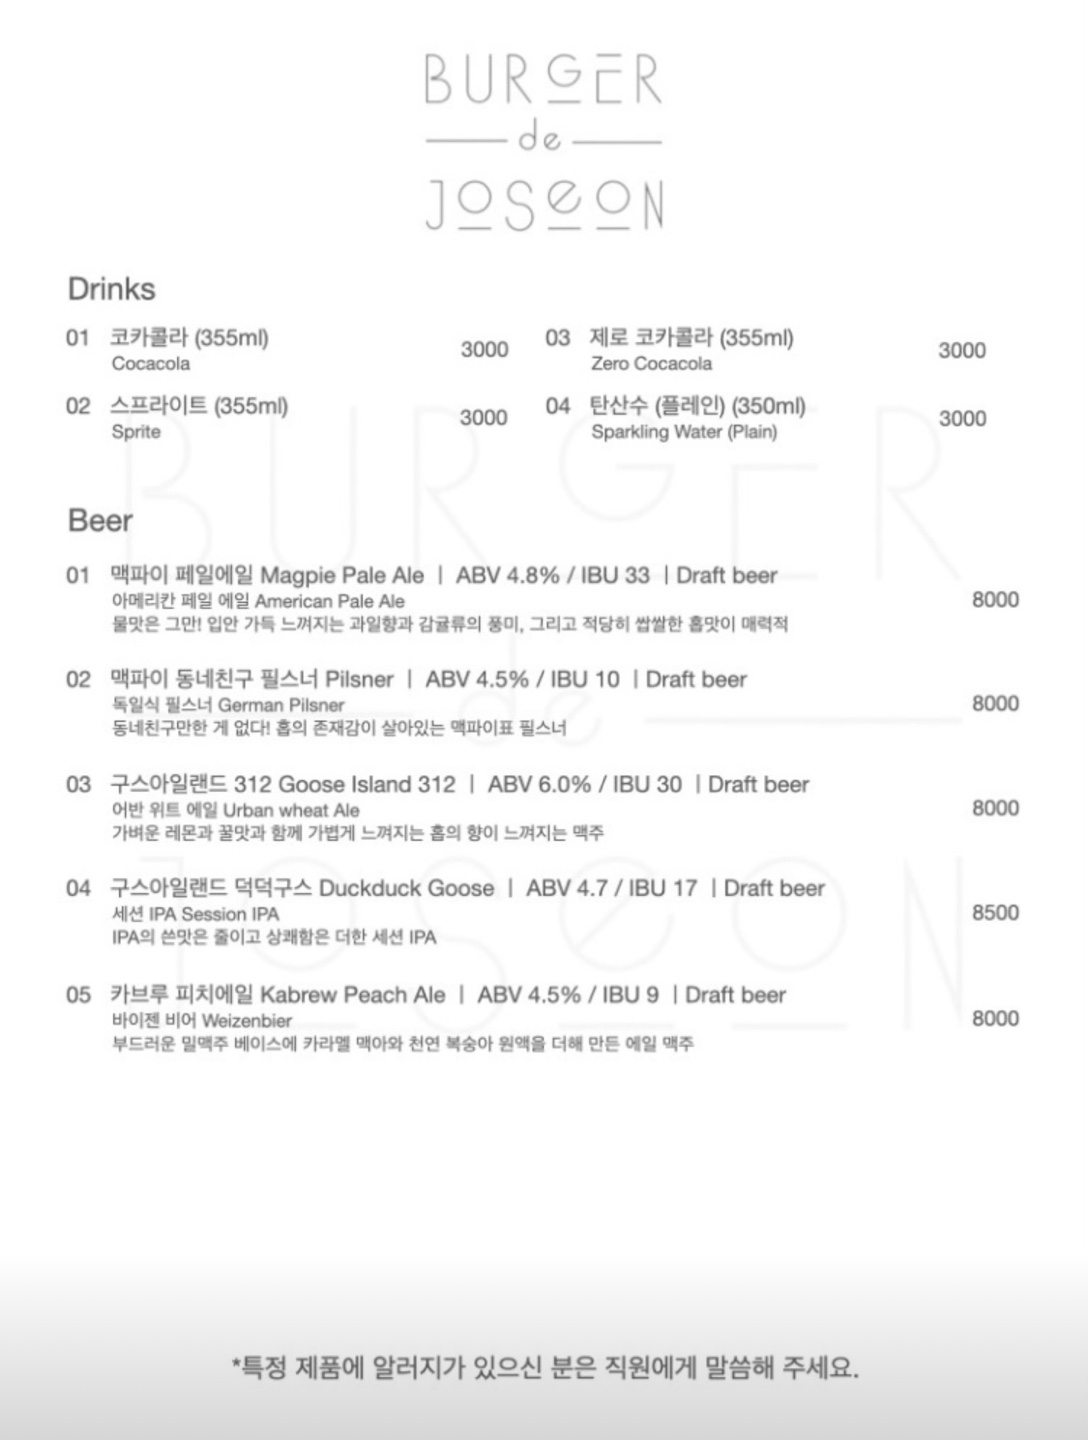 BURGER
de
JOSEON
Drinks
01 코카콜라 (355ml) 3000
Cocacola
03 제로 코카콜라 (355ml) 3000
Zero Cocacola
02 스프라이트 (355ml) 3000
Sprite
04 탄산수 (플레인) (350ml) 3000
Sparkling Water (Plain)
Beer
01 맥파이 페일에일 Magpie Pale Ale | ABV 4.8% / IBU 33 | Draft beer
아메리칸 페일 에일 American Pale Ale 8000
물맛은 그만! 입안 가득 느껴지는 과일향과 감귤류의 풍미, 그리고 적당히 쌉쌀한 홉맛이 매력적
02 맥파이 동네친구 필스너 Pilsner | ABV 4.5% / IBU 10 | Draft beer
독일식 필스너 German Pilsner 8000
동네친구만한 게 없다! 홉의 존재감이 살아있는 맥파이표 필스너
03 구스아일랜드 312 Goose Island 312 | ABV 6.0% / IBU 30 | Draft beer
어반 위트 에일 Urban wheat Ale 8000
가벼운 레몬과 꿀맛과 함께 가볍게 느껴지는 홉의 향이 느껴지는 맥주
04 구스아일랜드 덕덕구스 Duckduck Goose | ABV 4.7 / IBU 17 | Draft beer
세션 IPA Session IPA 8500
IPA의 쓴맛은 줄이고 상쾌함은 더한 세션 IPA
05 카브루 피치에일 Kabrew Peach Ale | ABV 4.5% / IBU 9 | Draft beer
바이젠 비어 Weizenbier 8000
부드러운 밀맥주 베이스에 카라멜 맥아와 천연 복숭아 원액을 더해 만든 에일 맥주
*특정 제품에 알러지가 있으신 분은 직원에게 말씀해 주세요.
BURGER
de
JOSEON